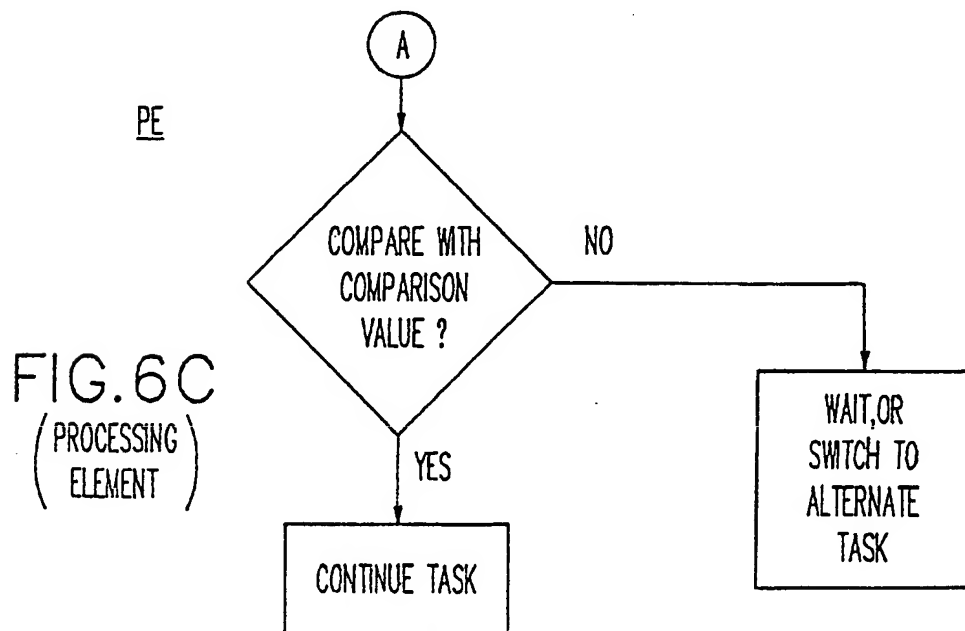 A
PE
COMPARE WITH
COMPARISON
VALUE ?
NO
FIG.6C
(PROCESSING
ELEMENT)
YES
WAIT,OR
SWITCH TO
ALTERNATE
TASK
CONTINUE TASK